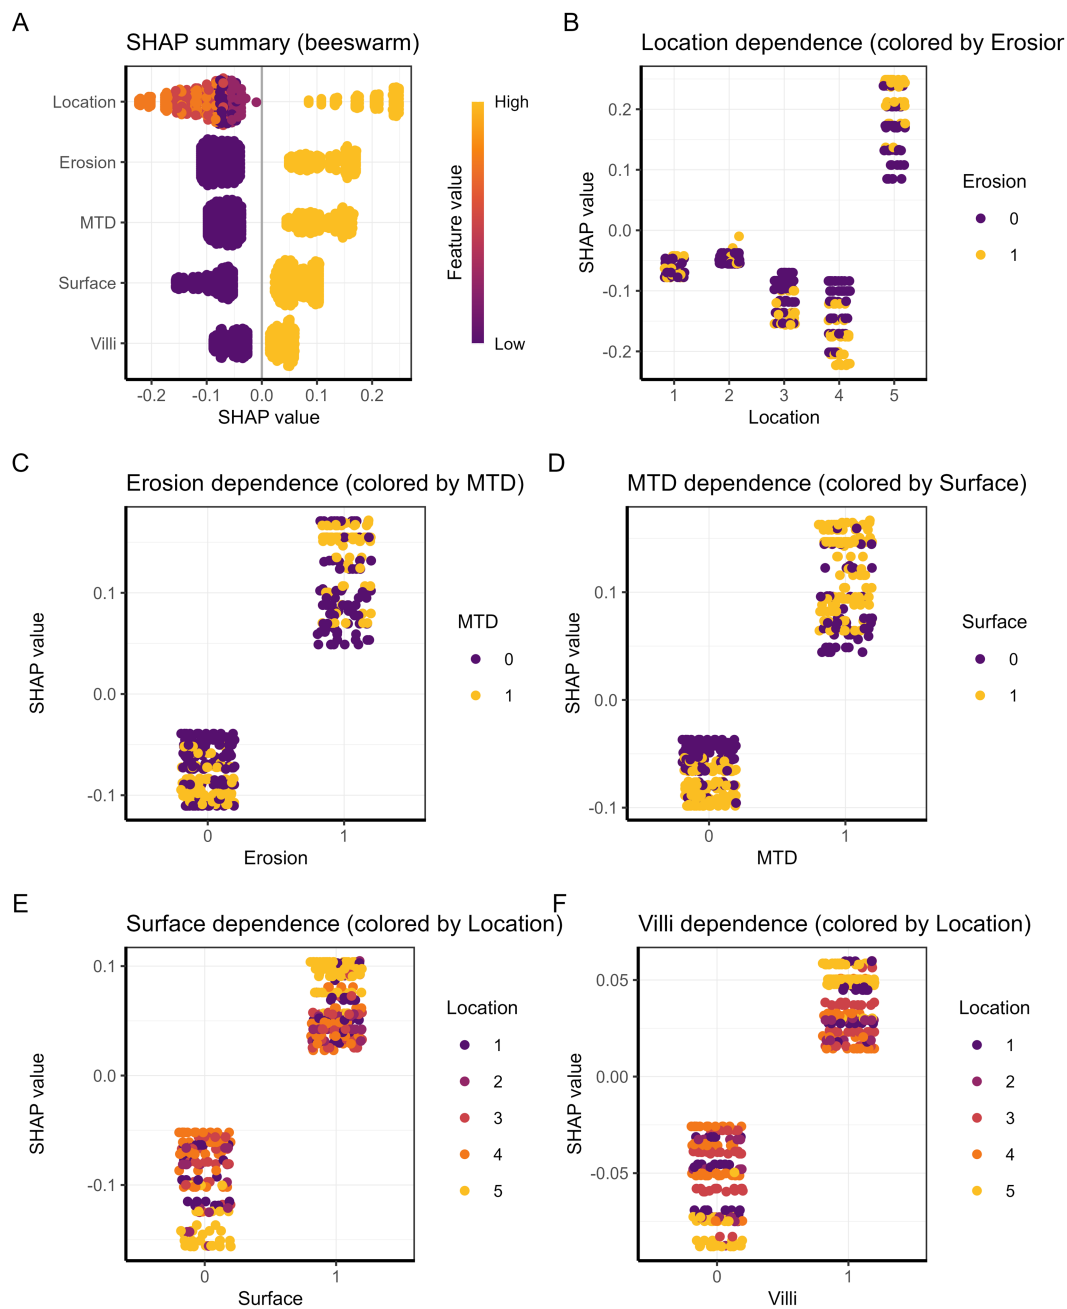 A
SHAP summary (beeswarm)
Location
Erosion
MTD
Surface
Villi
-0.2 -0.1 0.0 0.1 0.2
SHAP value
High
Low
Feature value
B
Location dependence (colored by Erosior
0.2
0.1
0.0
-0.1
-0.2
SHAP value
1 2 3 4 5
Location
Erosion
0
1
C
Erosion dependence (colored by MTD)
0.1
0.0
-0.1
SHAP value
0 1
Erosion
MTD
0
1
D
MTD dependence (colored by Surface)
0.1
0.0
-0.1
SHAP value
0 1
MTD
Surface
0
1
E
Surface dependence (colored by Location)
0.1
0.0
-0.1
SHAP value
0 1
Surface
Location
1
2
3
4
5
F
Villi dependence (colored by Location)
0.05
0.00
-0.05
SHAP value
0 1
Villi
Location
1
2
3
4
5